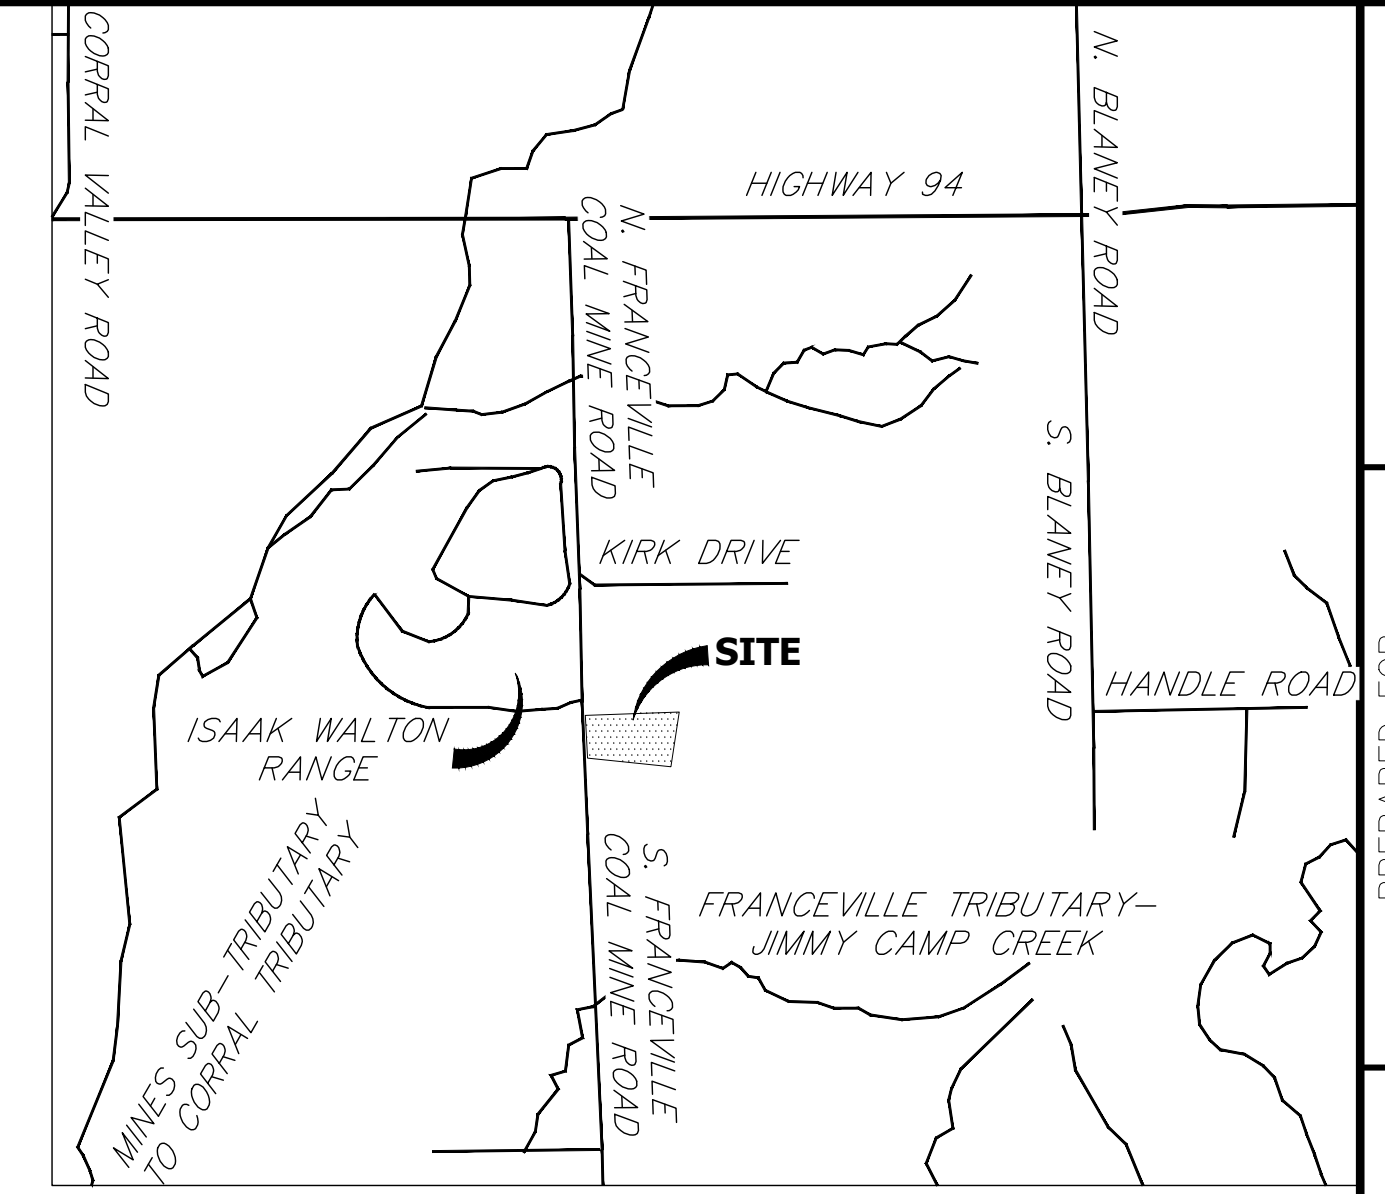 CORRAL VALLEY ROAD
N. BLANEY ROAD
HIGHWAY 94
N. FRANCEVILLE
COAL MINE ROAD
S. BLANEY ROAD
KIRK DRIVE
SITE
HANDLE ROAD
ISAAK WALTON
RANGE
MINES SUB-TRIBUTARY
TO CORRAL TRIBUTARY
S. FRANCEVILLE
COAL MINE ROAD
FRANCEVILLE TRIBUTARY-
JIMMY CAMP CREEK